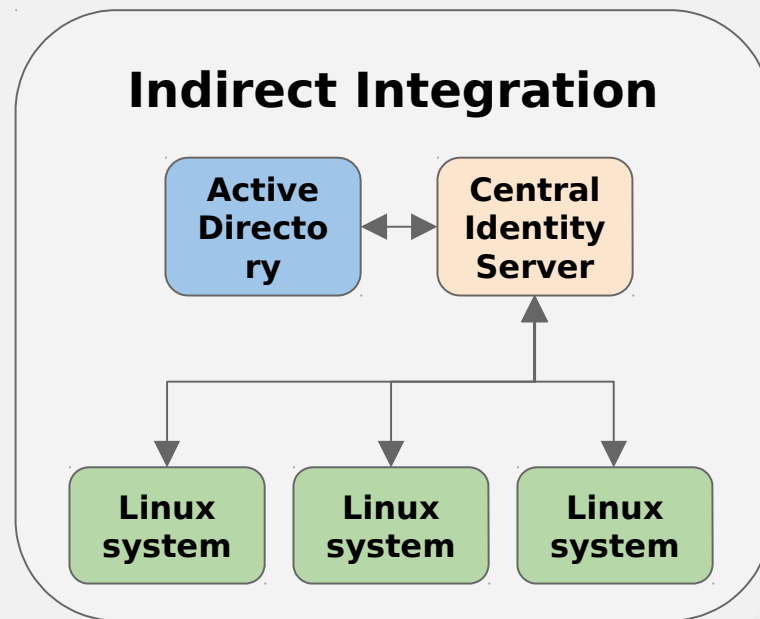 Indirect Integration
Active
Directo
ry
Central
Identity
Server
Linux
system
Linux
system
Linux
system